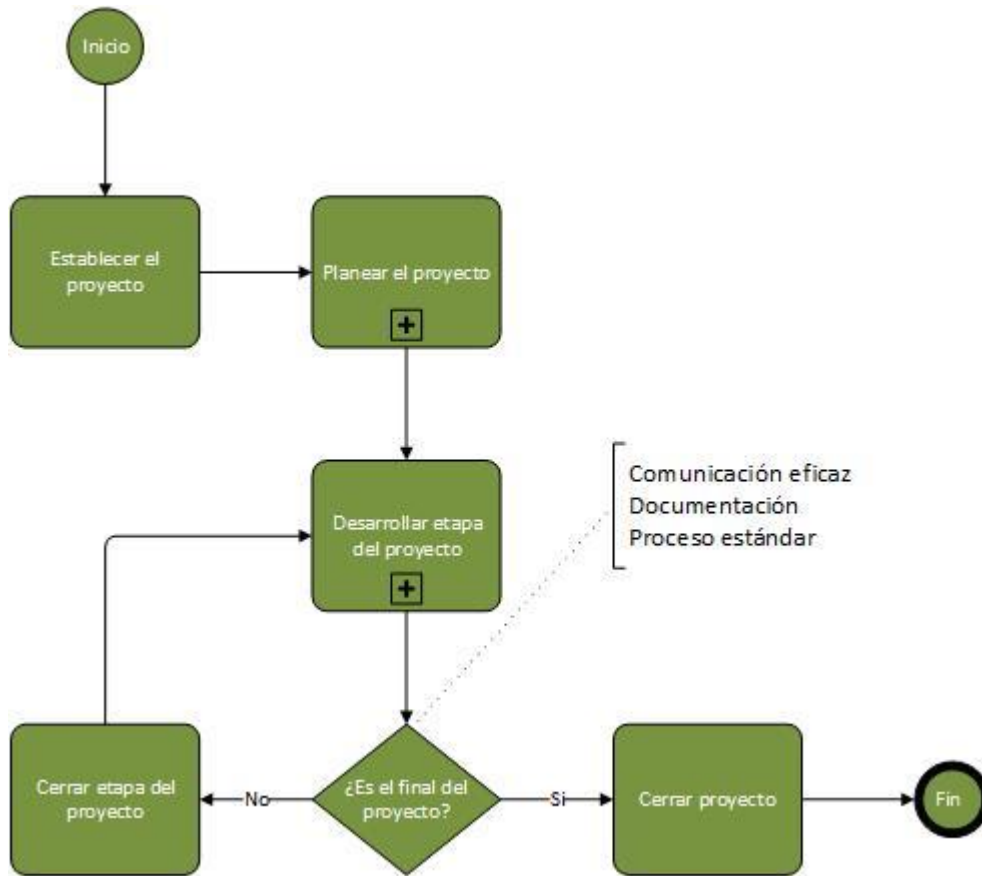 Inicio
Establecer el
proyecto
Planear el proyecto
Desarrollar etapa
del proyecto
Comunicación eficaz
Documentación
Proceso estándar
Cerrar etapa del
proyecto
No
¿Es el final del
proyecto?
Si
Cerrar proyecto
Fin